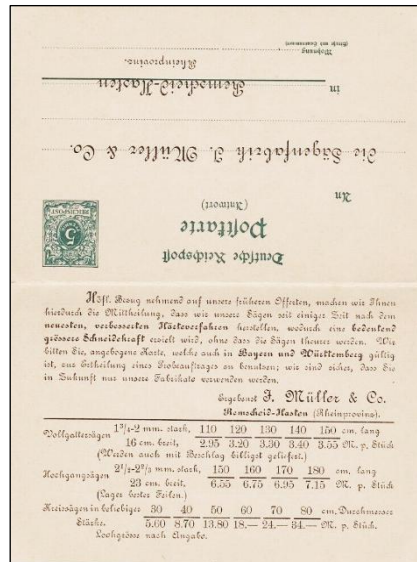 Deutsche Reichspost
Postkarte
(Antwort)
REICHSPOST
5
An
die Sägenfabrik J. Müller & Co.
in Remscheid-Hasten
Rheinprovinz.
Wohnung
(Straße und Hausnummer)
Höfl. Bezug nehmend auf unsere früheren Offerten, machen wir Ihnen
hierdurch die Mittheilung, dass wir unsere Sägen seit einiger Zeit nach dem
neuesten, verbesserten Härteverfahren herstellen, wodurch eine bedeutend
grössere Schneidekraft erzielt wird, ohne dass die Sägen theurer werden. Wir
bitten Sie, angebogene Karte, welche auch in Bayern und Württemberg gültig
ist, zur Ertheilung eines Probeauftrages zu benutzen; wir sind sicher, dass Sie
in Zukunft nur unsere Fabrikate verwenden werden.
Ergebenst J. Müller & Co.
Remscheid-Hasten (Rheinprovinz).
Vollgattersägen 1³/₄-2 mm. stark, 110 120 130 140 150 cm. lang
16 cm. breit, 2.95 3.20 3.30 3.40 3.55 M. p. Stück
(Werden auch mit Beschlag billigst geliefert.)
Hochgangsägen 2¹/₂-2²/₃ mm. stark, 150 160 170 180 cm. lang
23 cm. breit, 6.55 6.75 6.95 7.15 M. p. Stück
(Lager bester Feilen.)
Kreissägen in beliebiger 30 40 50 60 70 80 cm. Durchmesser
Stärke. 5.60 8.70 13.80 18.— 24.— 34.— M. p. Stück.
Lochgrösse nach Angabe.